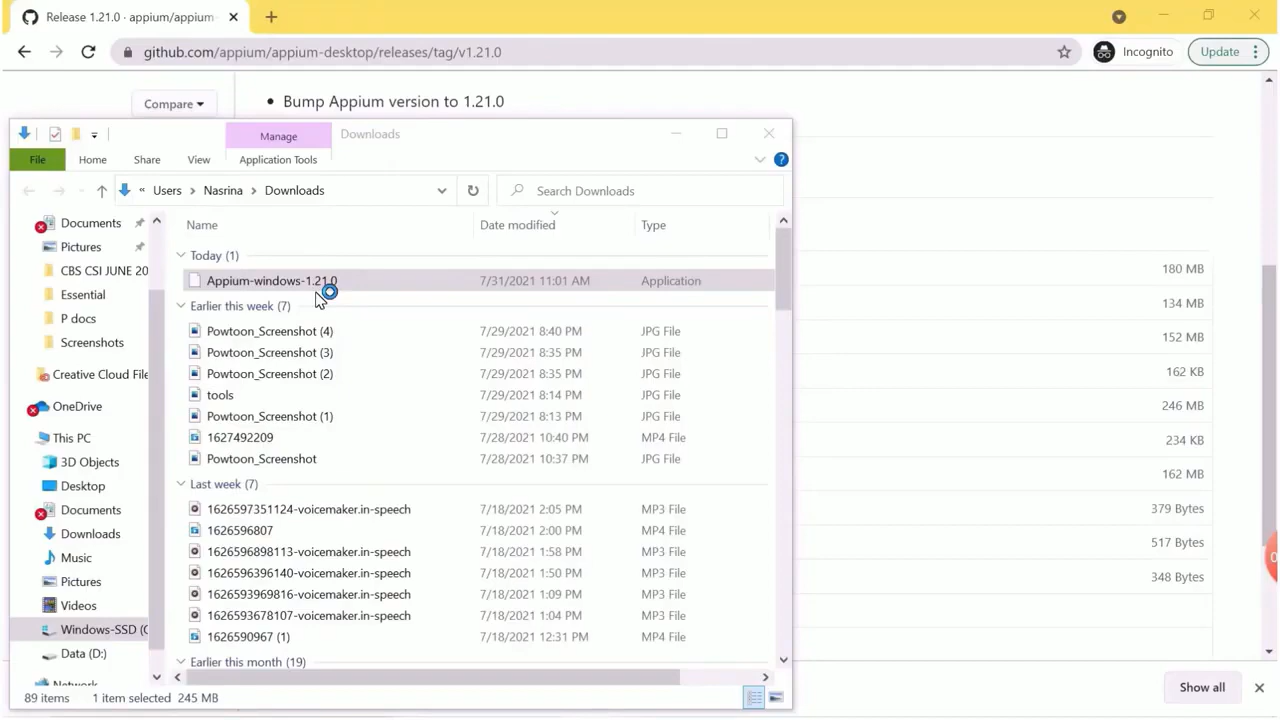 Release 1.21.0 · appium/appium
Incognito
Update
github.com/appium/appium-desktop/releases/tag/v1.21.0
Compare
Bump Appium version to 1.21.0
Manage
Downloads
File
Home
Share
View
Application Tools
« Users > Nasrina > Downloads
Search Downloads
Documents
Pictures
CBS CSI JUNE 20
Essential
P docs
Screenshots
Creative Cloud File
OneDrive
This PC
3D Objects
Desktop
Documents
Downloads
Music
Pictures
Videos
Windows-SSD (C
Data (D:)
Name Date modified Type
Today (1)
Appium-windows-1.21.0 7/31/2021 11:01 AM Application
Earlier this week (7)
Powtoon_Screenshot (4) 7/29/2021 8:40 PM JPG File
Powtoon_Screenshot (3) 7/29/2021 8:35 PM JPG File
Powtoon_Screenshot (2) 7/29/2021 8:35 PM JPG File
tools 7/29/2021 8:14 PM JPG File
Powtoon_Screenshot (1) 7/29/2021 8:13 PM JPG File
1627492209 7/28/2021 10:40 PM MP4 File
Powtoon_Screenshot 7/28/2021 10:37 PM JPG File
Last week (7)
1626597351124-voicemaker.in-speech 7/18/2021 2:05 PM MP3 File
1626596807 7/18/2021 2:00 PM MP4 File
1626596898113-voicemaker.in-speech 7/18/2021 1:58 PM MP3 File
1626596396140-voicemaker.in-speech 7/18/2021 1:50 PM MP3 File
1626593969816-voicemaker.in-speech 7/18/2021 1:09 PM MP3 File
1626593678107-voicemaker.in-speech 7/18/2021 1:04 PM MP3 File
1626590967 (1) 7/18/2021 12:31 PM MP4 File
Earlier this month (19)
89 items 1 item selected 245 MB
180 MB
134 MB
152 MB
162 KB
246 MB
234 KB
162 MB
379 Bytes
517 Bytes
348 Bytes
Show all